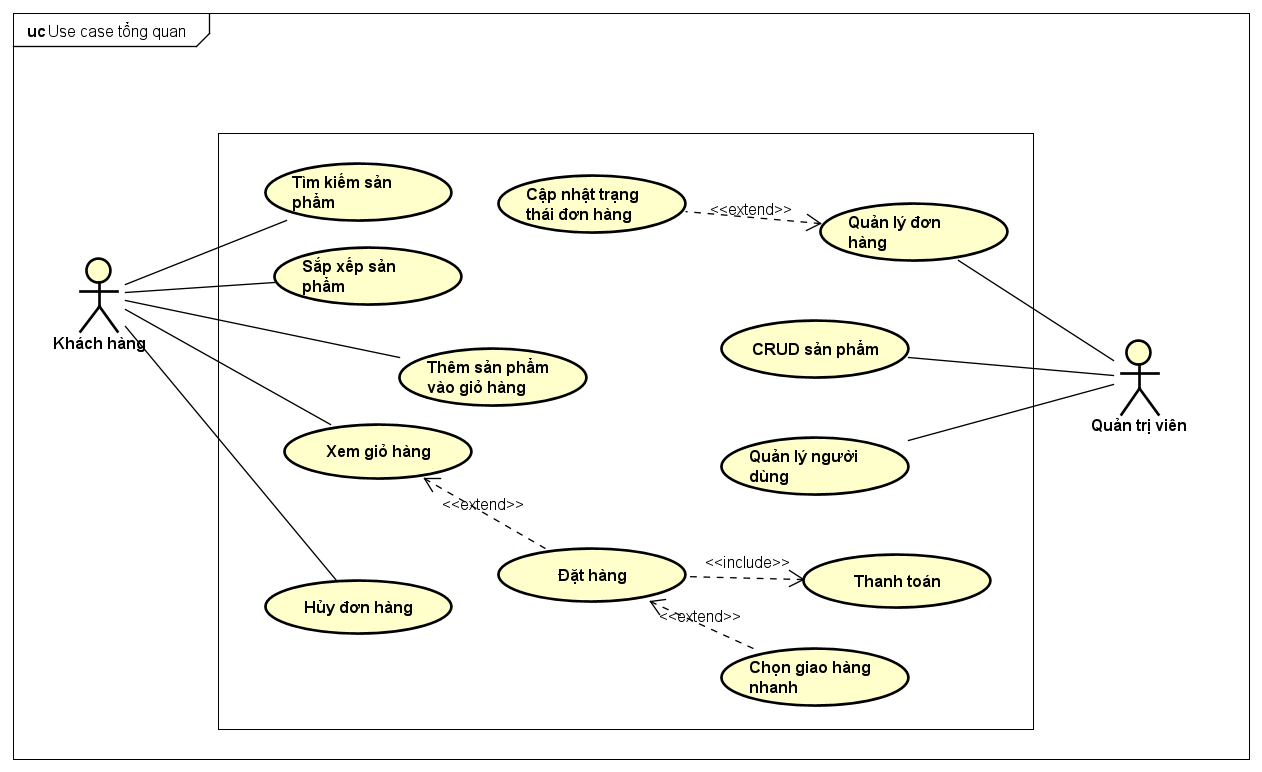 uc Use case tổng quan
Tìm kiếm sản
phẩm
Cập nhật trạng
thái đơn hàng
<<extend>>
Quản lý đơn
hàng
Sắp xếp sản
phẩm
Khách hàng
CRUD sản phẩm
Thêm sản phẩm
vào giỏ hàng
Quản trị viên
Xem giỏ hàng
Quản lý người
dùng
<<extend>>
Đặt hàng
<<include>>
Thanh toán
Hủy đơn hàng
<<extend>>
Chọn giao hàng
nhanh